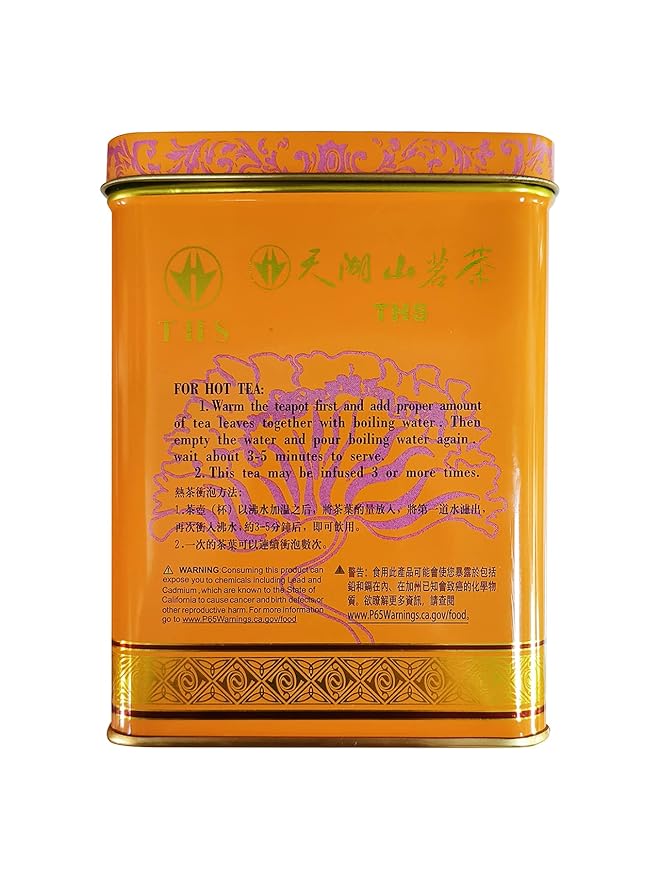 天湖山茗茶
THS
THS
FOR HOT TEA:
1. Warm the teapot first and add proper amount
of tea leaves together with boiling water. Then
empty the water and pour boiling water again,
wait about 3-5 minutes to serve.
2. This tea may be infused 3 or more times.
熱茶衝泡方法:
1.茶壺（杯）以沸水加温之后，將茶葉酌量放入，將第一道水濾出，
再次衝入沸水，約3-5分鐘后，即可飲用。
2.一次的茶葉可以連續衝泡數次。
WARNING Consuming this product can
expose you to chemicals including Lead and
Cadmium, which are known to the State of
California to cause cancer and birth defects or
other reproductive harm. For more information
go to www.P65Warnings.ca.gov/food
警告：食用此產品可能會使您暴露於包括
鉛和鎘在內、在加州已知會致癌的化學物
質。欲瞭解更多資訊，請查閱
www.P65Warnings.ca.gov/food。